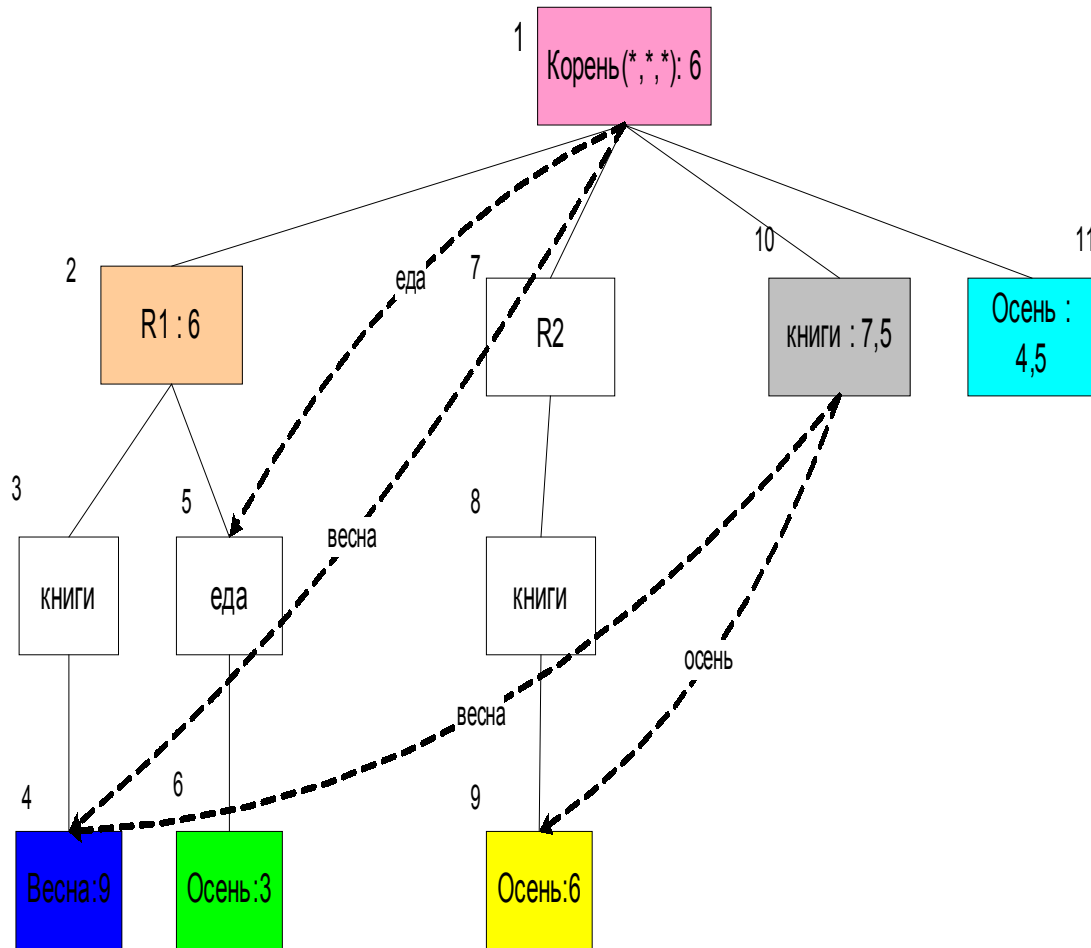 1
Корень(*,*,*): 6
2
R1 : 6
7
R2
10
книги : 7,5
11
Осень :
4,5
еда
весна
3
книги
5
еда
8
книги
осень
весна
4
Весна:9
6
Осень:3
9
Осень:6